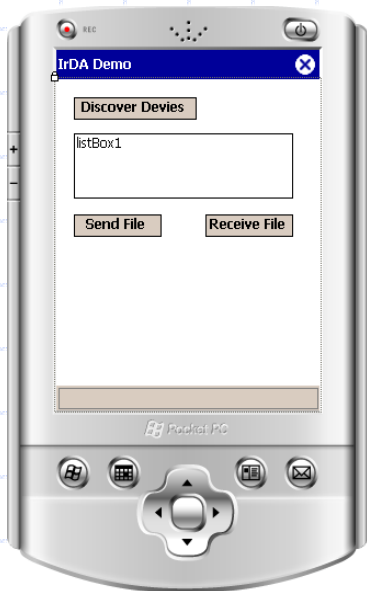 REC
IrDA Demo
Discover Devies
+
listBox1
-
Send File
Receive File
Pocket PC